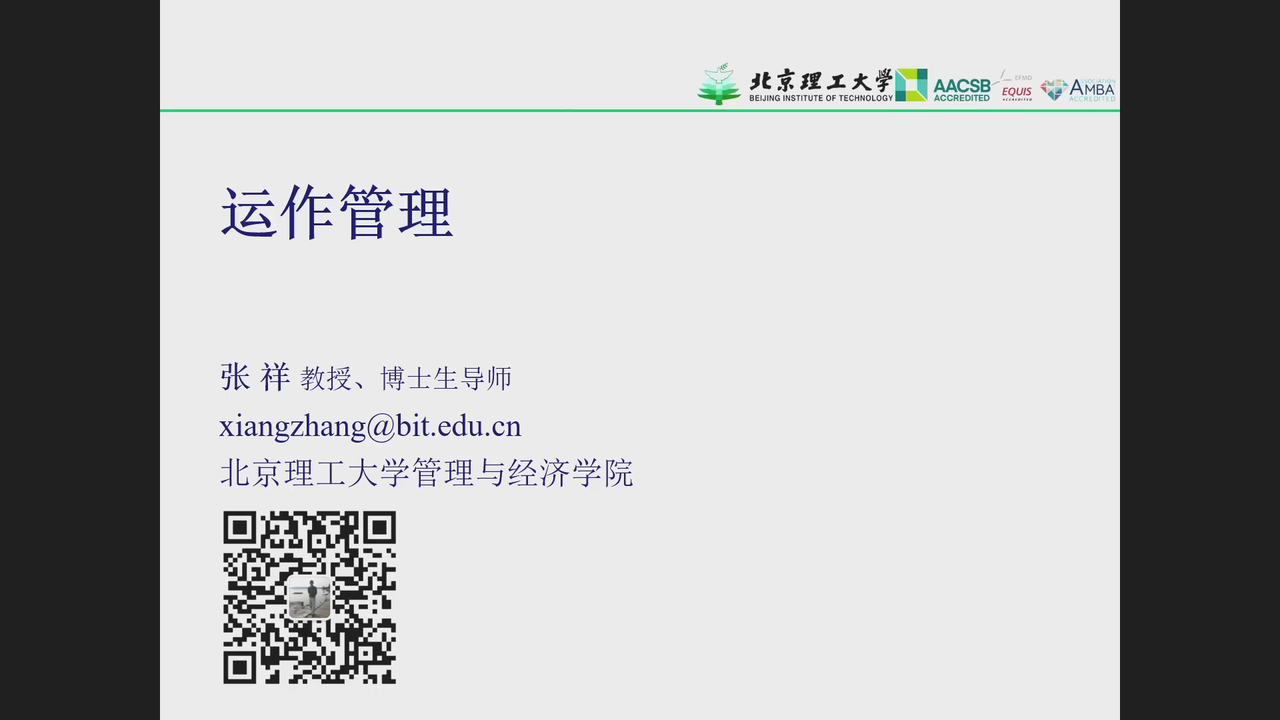 北京理工大学
BEIJING INSTITUTE OF TECHNOLOGY
AACSB
ACCREDITED
EFMD
EQUIS
ACCREDITED
ASSOCIATION
AMBA
ACCREDITED
运作管理
张 祥 教授、博士生导师
xiangzhang@bit.edu.cn
北京理工大学管理与经济学院